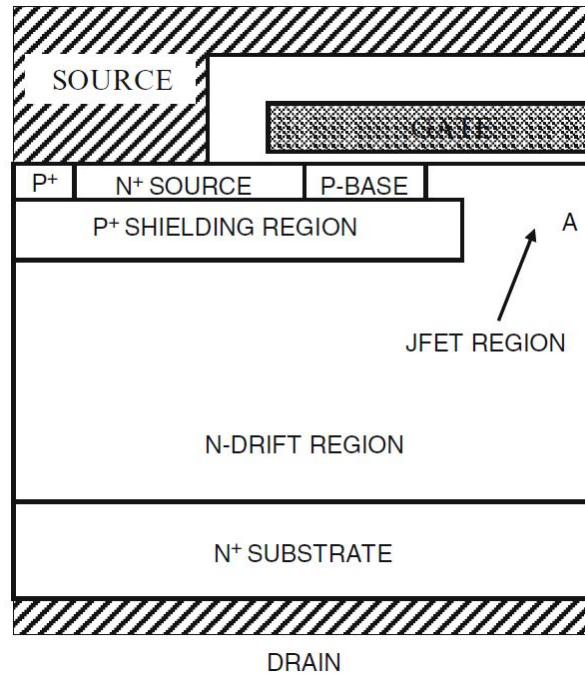 SOURCE
GATE
P⁺ N⁺ SOURCE P-BASE
P⁺ SHIELDING REGION
A
JFET REGION
N-DRIFT REGION
N⁺ SUBSTRATE
DRAIN